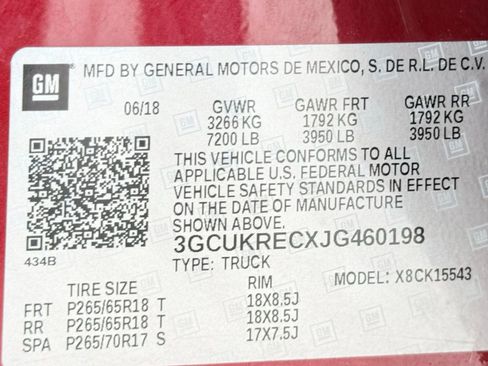 GM
MFD BY GENERAL MOTORS DE MEXICO, S. DE R.L. DE C.V.
06/18 GVWR GAWR FRT GAWR RR
3266 KG 1792 KG 1792 KG
7200 LB 3950 LB 3950 LB
THIS VEHICLE CONFORMS TO ALL
APPLICABLE U.S. FEDERAL MOTOR
VEHICLE SAFETY STANDARDS IN EFFECT
ON THE DATE OF MANUFACTURE
SHOWN ABOVE.
434B
3GCUKRECXJG460198
TYPE: TRUCK MODEL: X8CK15543
TIRE SIZE RIM
FRT P265/65R18 T 18X8.5J
RR P265/65R18 T 18X8.5J
SPA P265/70R17 S 17X7.5J